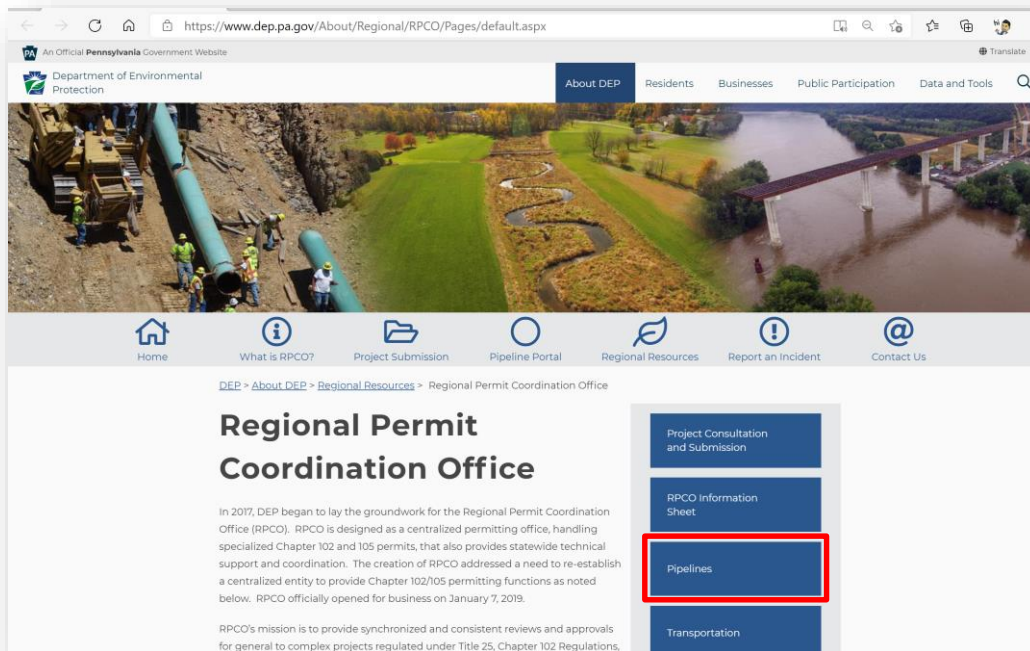 https://www.dep.pa.gov/About/Regional/RPCO/Pages/default.aspx
PA An Official Pennsylvania Government Website
Translate
Department of Environmental
Protection
About DEP Residents Businesses Public Participation Data and Tools
Home What is RPCO? Project Submission Pipeline Portal Regional Resources Report an Incident Contact Us
DEP > About DEP > Regional Resources > Regional Permit Coordination Office
Regional Permit
Coordination Office
In 2017, DEP began to lay the groundwork for the Regional Permit Coordination
Office (RPCO). RPCO is designed as a centralized permitting office, handling
specialized Chapter 102 and 105 permits, that also provides statewide technical
support and coordination. The creation of RPCO addressed a need to re-establish
a centralized entity to provide Chapter 102/105 permitting functions as noted
below. RPCO officially opened for business on January 7, 2019.
RPCO's mission is to provide synchronized and consistent reviews and approvals
for general to complex projects regulated under Title 25, Chapter 102 Regulations,
Project Consultation
and Submission
RPCO Information
Sheet
Pipelines
Transportation